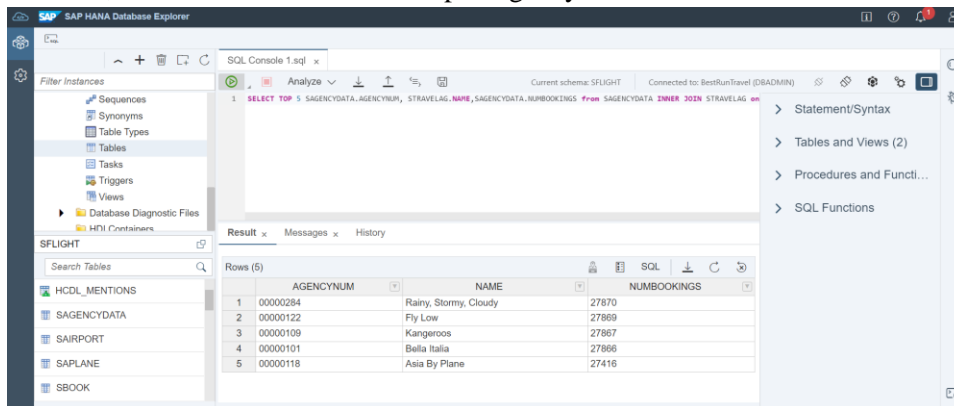 SAP SAP HANA Database Explorer
SQL Console 1.sql x
Filter Instances
Analyze
Current schema: SFLIGHT Connected to: BestRunTravel (DBADMIN)
1 SELECT TOP 5 SAGENCYDATA.AGENCYNUM, STRAVELAG.NAME,SAGENCYDATA.NUMBOOKINGS from SAGENCYDATA INNER JOIN STRAVELAG on
Sequences
Synonyms
Table Types
Tables
Tasks
Triggers
Views
Database Diagnostic Files
HDI Containers
Statement/Syntax
Tables and Views (2)
Procedures and Functi...
SQL Functions
SFLIGHT
Search Tables
HCDL_MENTIONS
SAGENCYDATA
SAIRPORT
SAPLANE
SBOOK
Result x Messages x History
Rows (5) SQL
AGENCYNUM NAME NUMBOOKINGS
1 00000284 Rainy, Stormy, Cloudy 27870
2 00000122 Fly Low 27869
3 00000109 Kangeroos 27867
4 00000101 Bella Italia 27866
5 00000118 Asia By Plane 27416